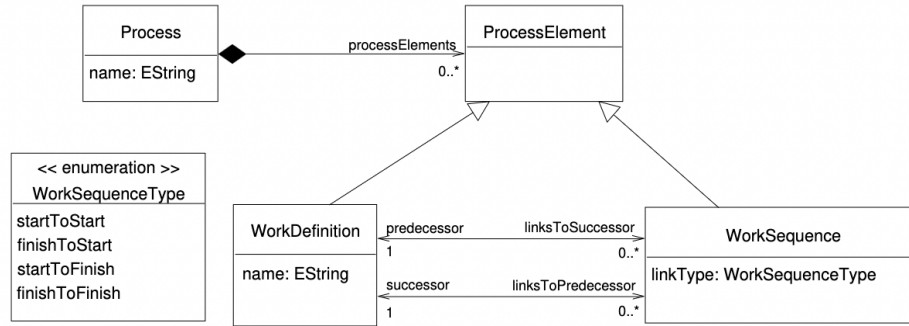 Process
name: EString
processElements
0..*
ProcessElement
<< enumeration >>
WorkSequenceType
startToStart
finishToStart
startToFinish
finishToFinish
WorkDefinition
name: EString
predecessor
1
linksToSuccessor
0..*
successor
1
linksToPredecessor
0..*
WorkSequence
linkType: WorkSequenceType